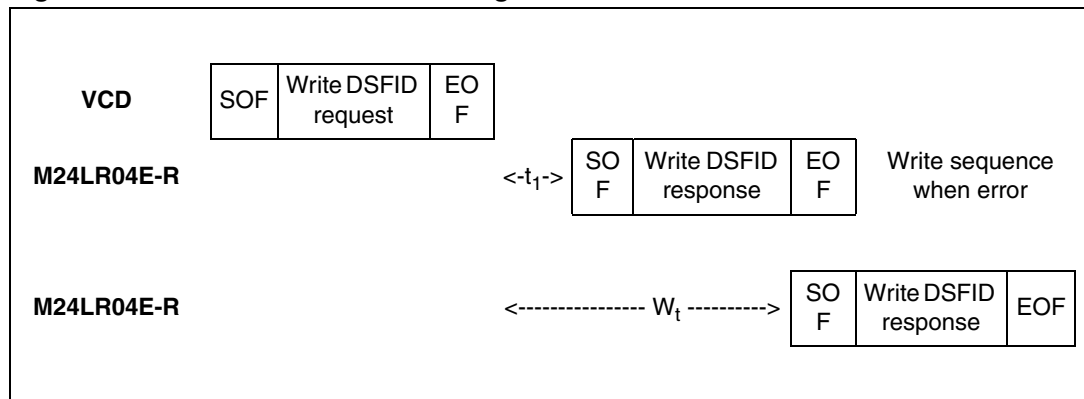 VCD
SOF
Write DSFID
request
EO
F
M24LR04E-R
<-t1->
SO
F
Write DSFID
response
EO
F
Write sequence
when error
M24LR04E-R
<---------------- Wt ---------->
SO
F
Write DSFID
response
EOF